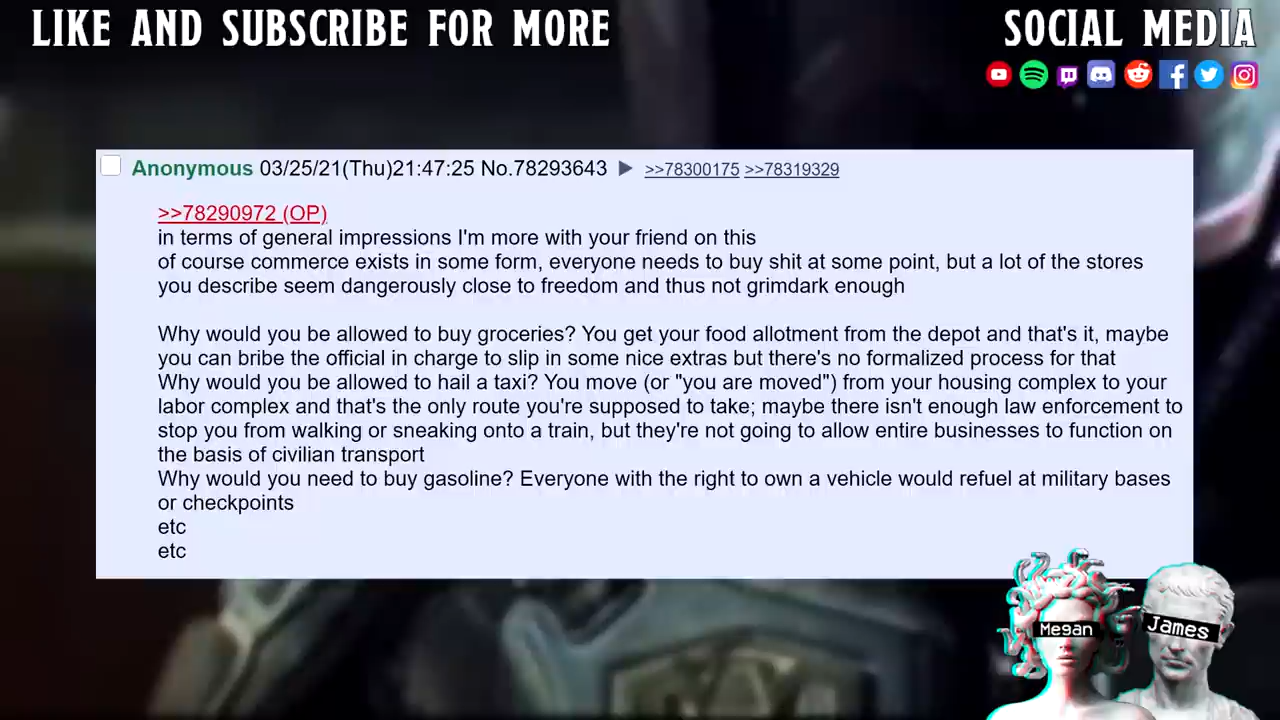 LIKE AND SUBSCRIBE FOR MORE
SOCIAL MEDIA
Anonymous 03/25/21(Thu)21:47:25 No.78293643 ▶ >>78300175 >>78319329
>>78290972 (OP)
in terms of general impressions I'm more with your friend on this
of course commerce exists in some form, everyone needs to buy shit at some point, but a lot of the stores
you describe seem dangerously close to freedom and thus not grimdark enough
Why would you be allowed to buy groceries? You get your food allotment from the depot and that's it, maybe
you can bribe the official in charge to slip in some nice extras but there's no formalized process for that
Why would you be allowed to hail a taxi? You move (or "you are moved") from your housing complex to your
labor complex and that's the only route you're supposed to take; maybe there isn't enough law enforcement to
stop you from walking or sneaking onto a train, but they're not going to allow entire businesses to function on
the basis of civilian transport
Why would you need to buy gasoline? Everyone with the right to own a vehicle would refuel at military bases
or checkpoints
etc
etc
Megan
James